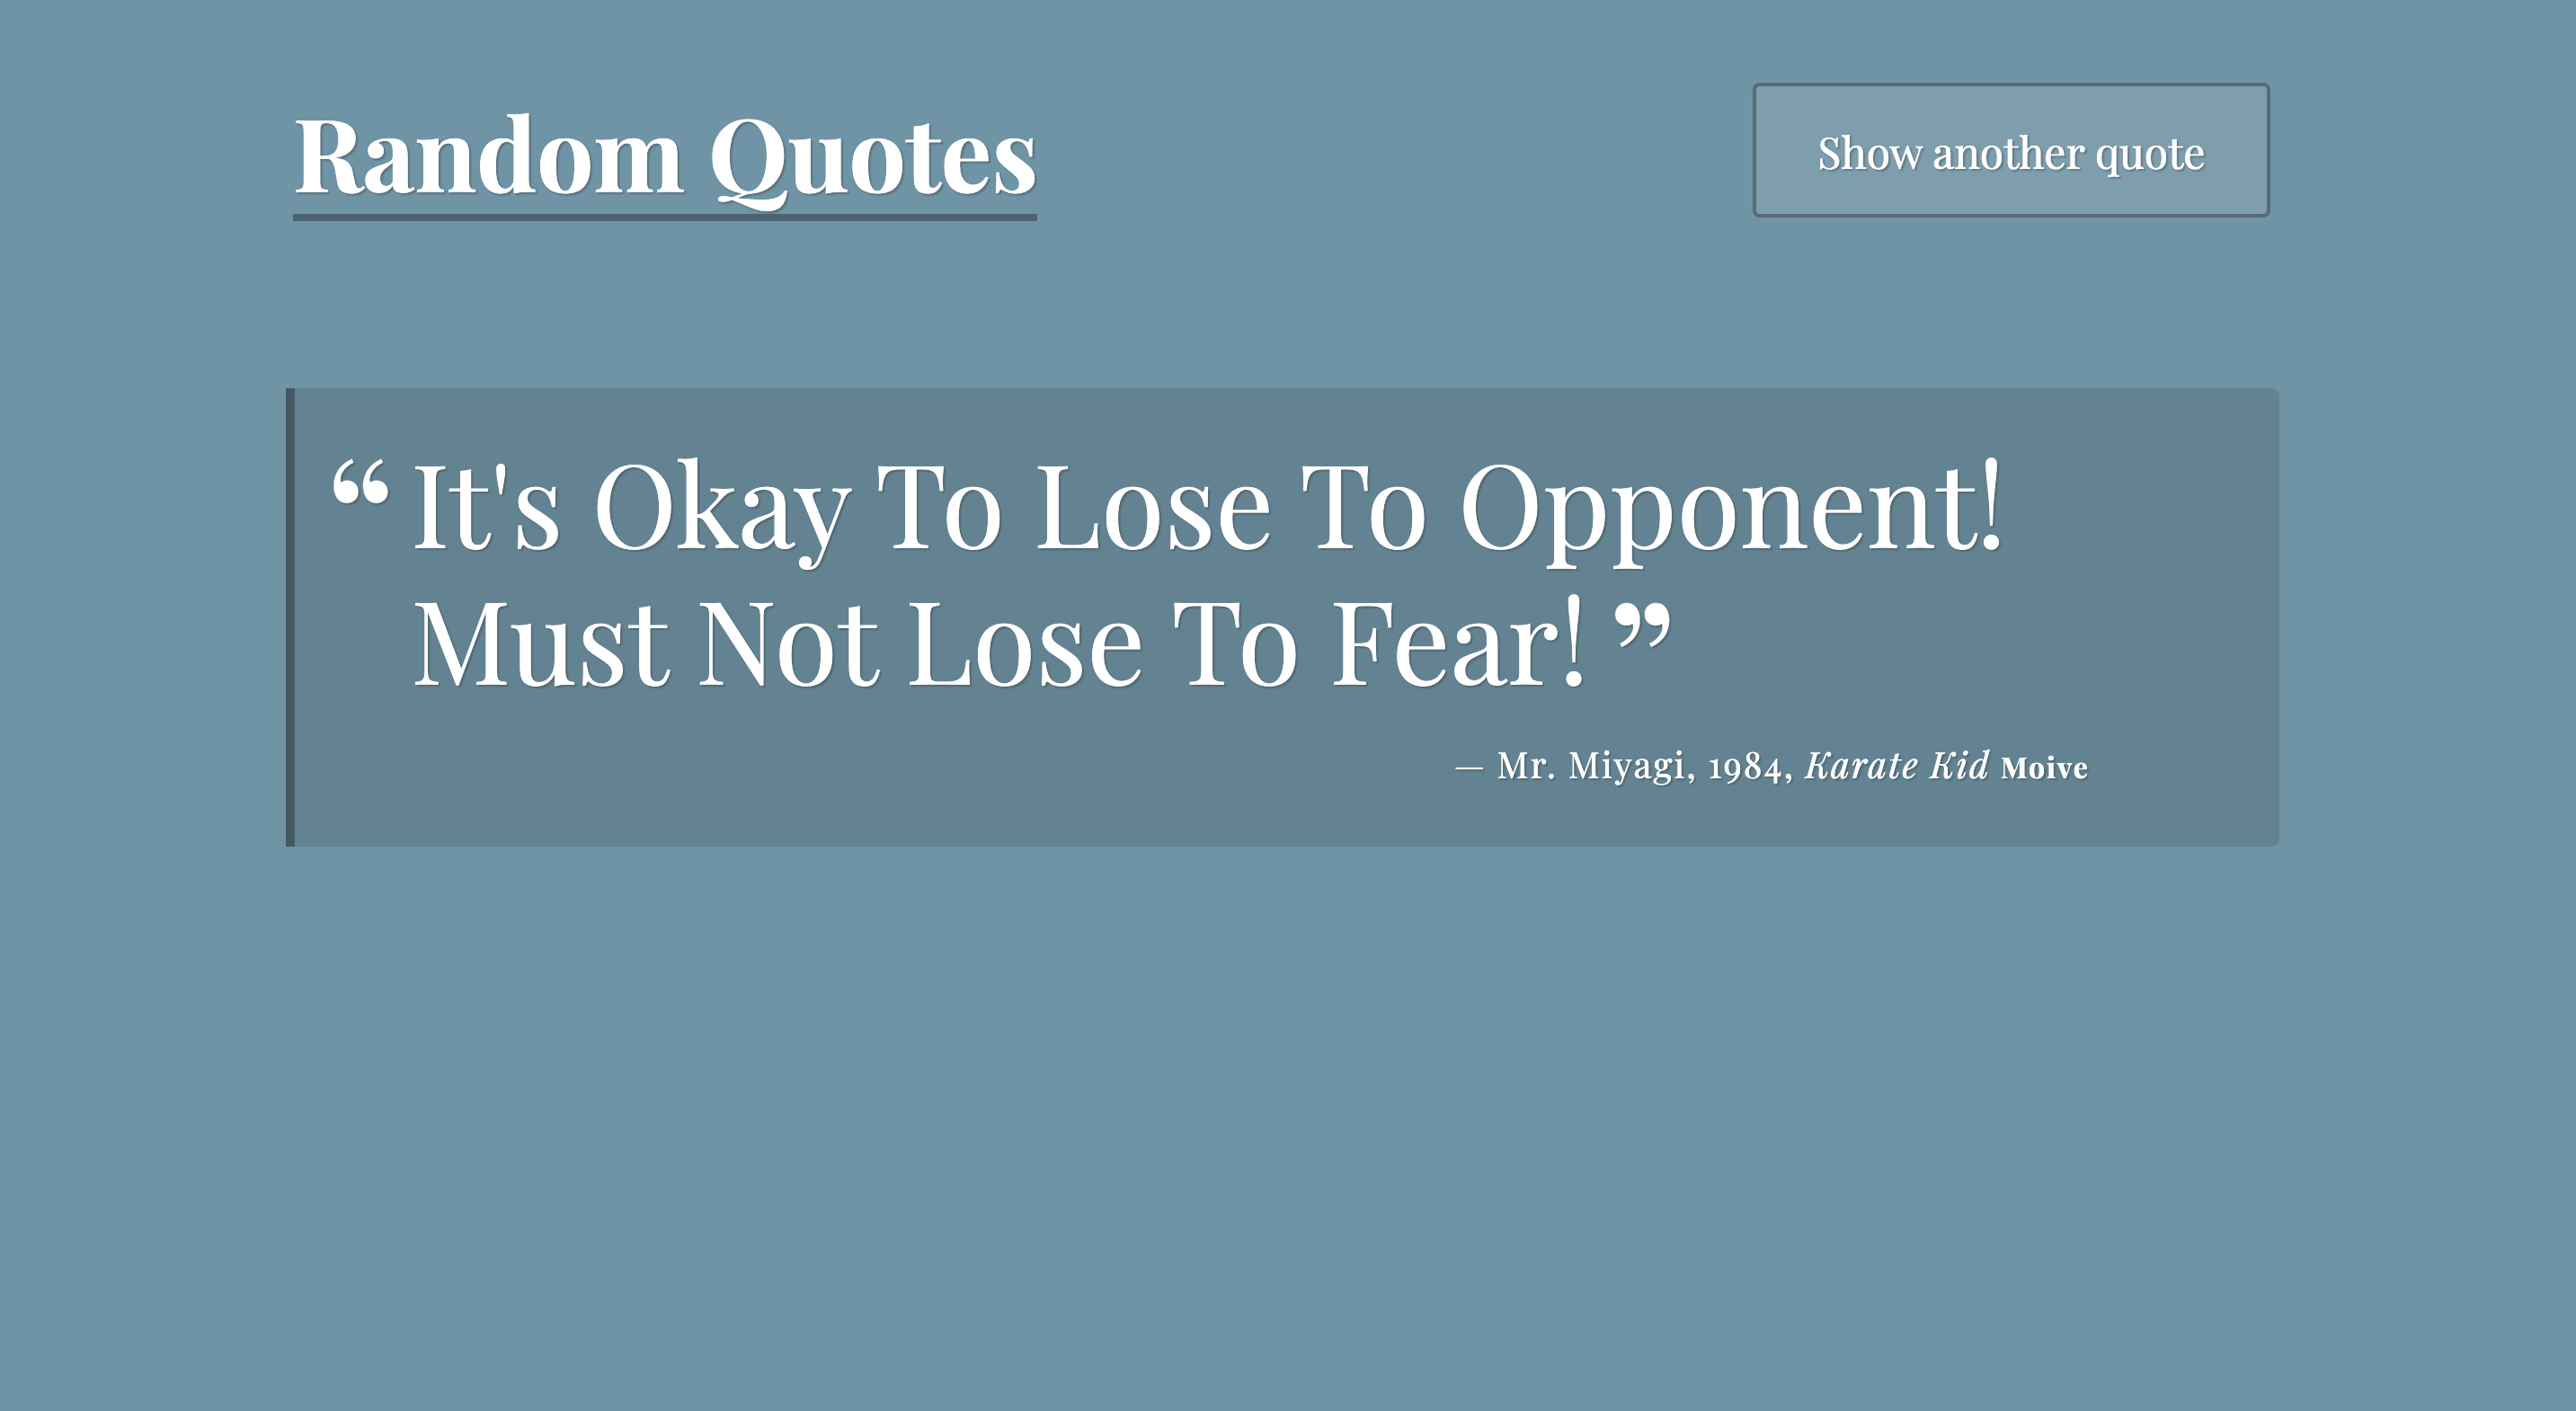 Random Quotes
Show another quote
“ It's Okay To Lose To Opponent!
Must Not Lose To Fear! ”
— Mr. Miyagi, 1984, Karate Kid Moive